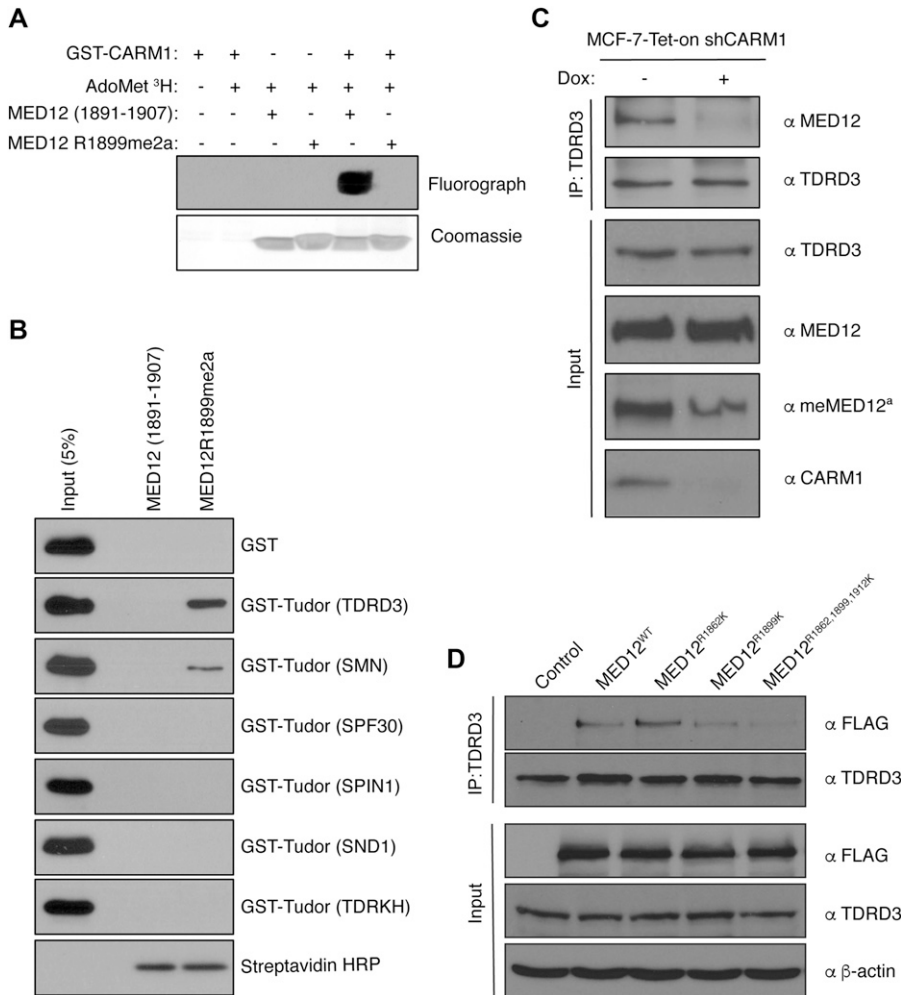 A
GST-CARM1: + + - - + +
AdoMet ³H: - + + + + +
MED12 (1891-1907): - - + - + -
MED12 R1899me2a: - - - + - +
Fluorograph
Coomassie
B
Input (5%)
MED12 (1891-1907)
MED12R1899me2a
GST
GST-Tudor (TDRD3)
GST-Tudor (SMN)
GST-Tudor (SPF30)
GST-Tudor (SPIN1)
GST-Tudor (SND1)
GST-Tudor (TDRKH)
Streptavidin HRP
C
MCF-7-Tet-on shCARM1
Dox: - +
IP: TDRD3
α MED12
α TDRD3
Input
α TDRD3
α MED12
α meMED12ᵃ
α CARM1
D
Control
MED12ᵂᵀ
MED12ᴿ¹⁸⁶²ᴷ
MED12ᴿ¹⁸⁹⁹ᴷ
MED12ᴿ¹⁸⁶²,¹⁸⁹⁹,¹⁹¹²ᴷ
IP:TDRD3
α FLAG
α TDRD3
Input
α FLAG
α TDRD3
α β-actin